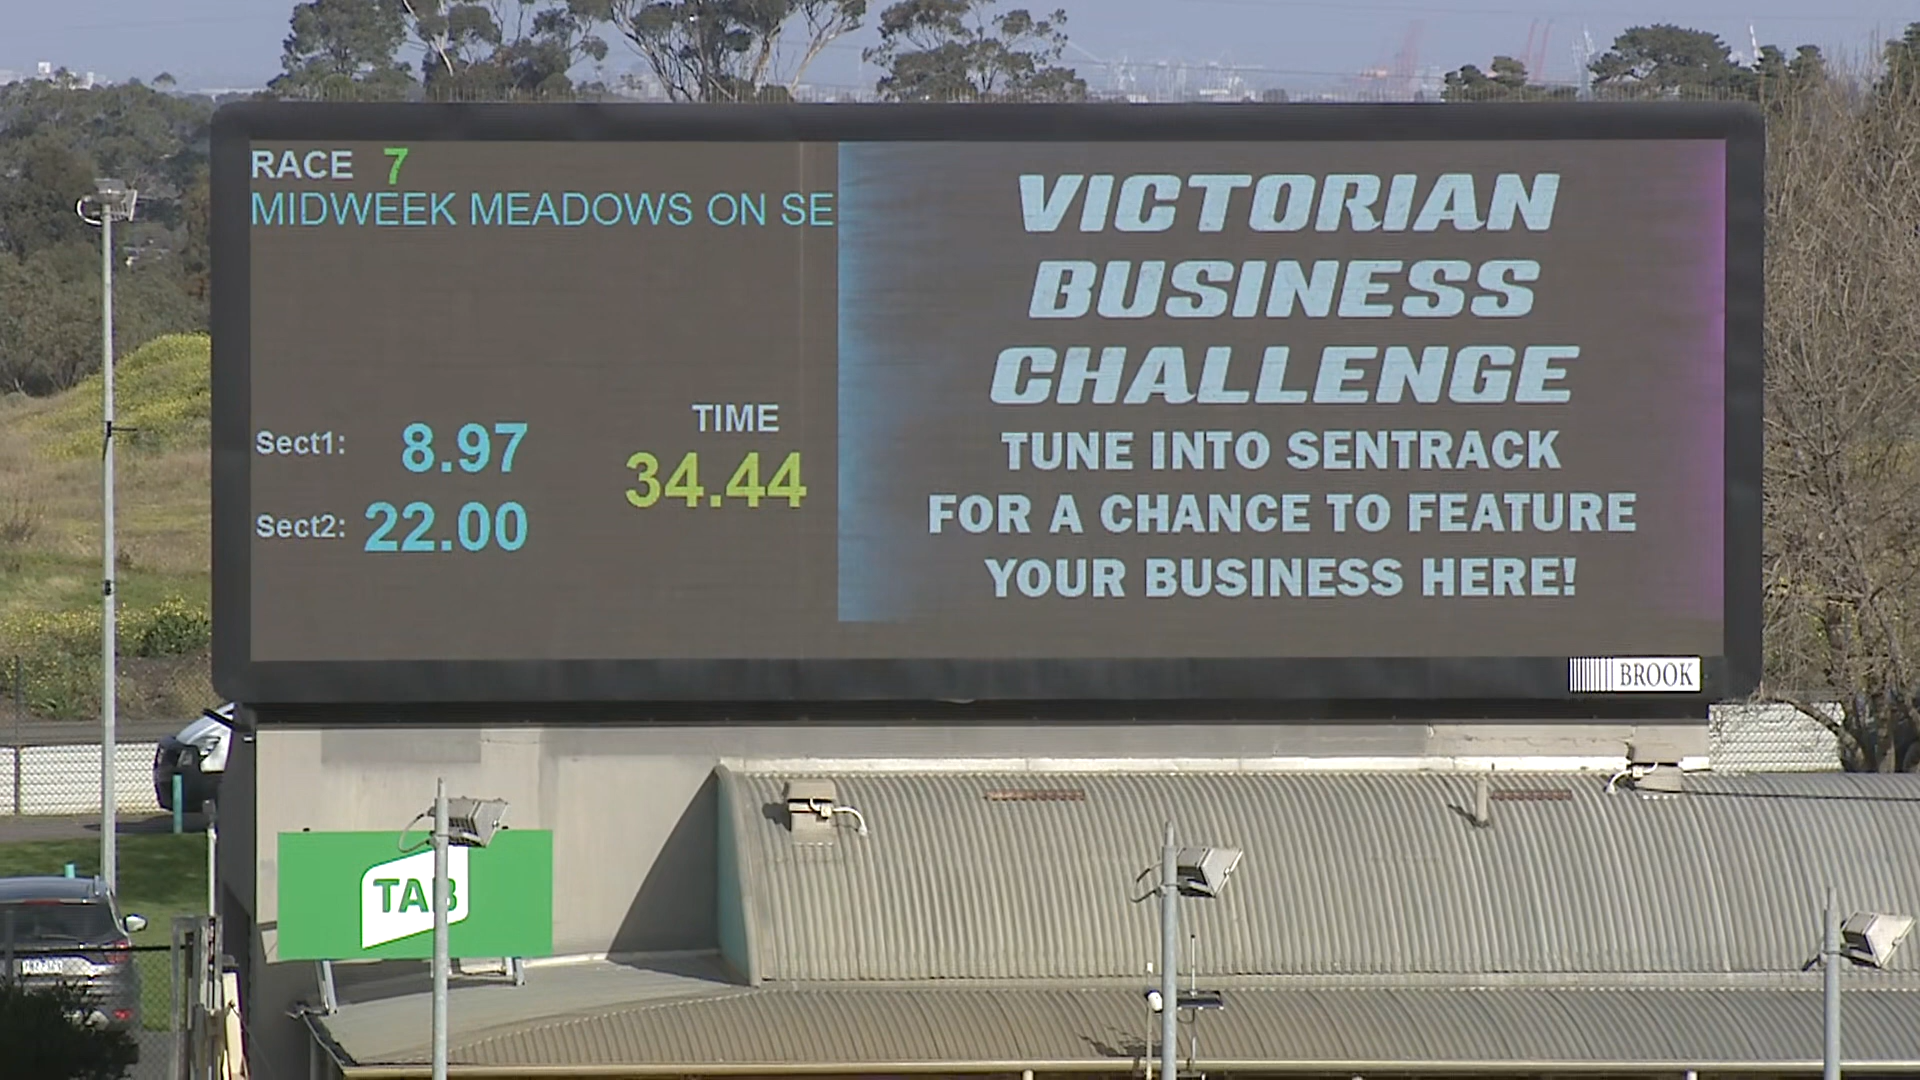 RACE 7
MIDWEEK MEADOWS ON SE
Sect1: 8.97
Sect2: 22.00
TIME
34.44
VICTORIAN
BUSINESS
CHALLENGE
TUNE INTO SENTRACK
FOR A CHANCE TO FEATURE
YOUR BUSINESS HERE!
BROOK
TAB